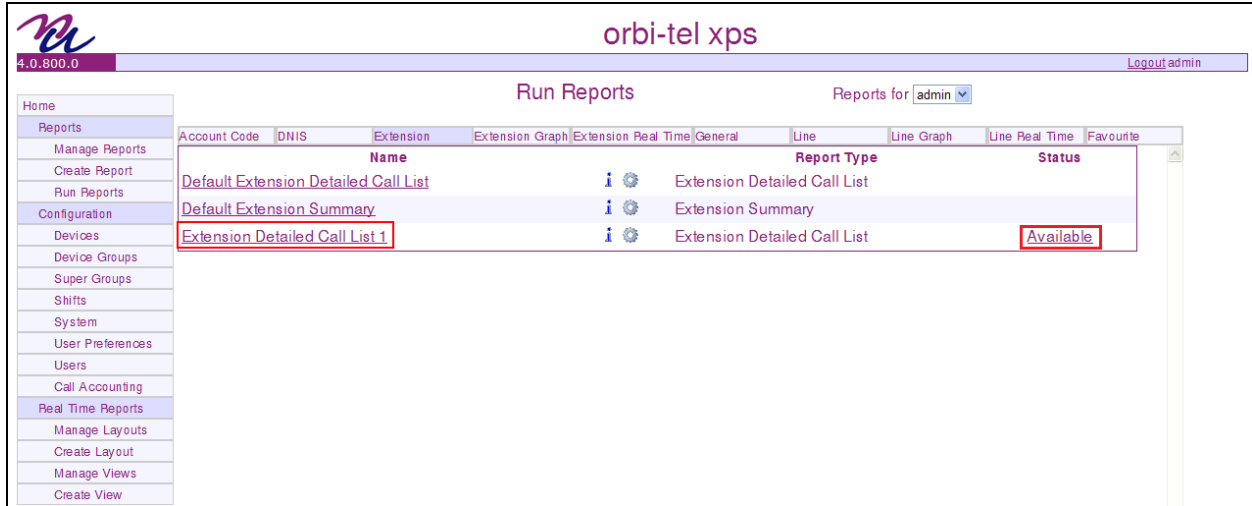 orbi-tel xps
4.0.800.0 Logout admin
Run Reports Reports for admin
Home
Reports
Manage Reports
Create Report
Run Reports
Configuration
Devices
Device Groups
Super Groups
Shifts
System
User Preferences
Users
Call Accounting
Real Time Reports
Manage Layouts
Create Layout
Manage Views
Create View
Account Code DNIS Extension Extension Graph Extension Real Time General Line Line Graph Line Real Time Favourite
Name Report Type Status
Default Extension Detailed Call List i Extension Detailed Call List
Default Extension Summary i Extension Summary
Extension Detailed Call List 1 i Extension Detailed Call List Available